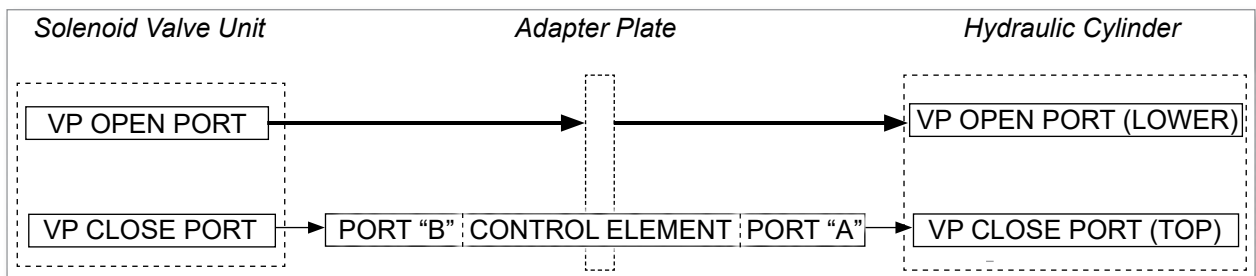 Solenoid Valve Unit
Adapter Plate
Hydraulic Cylinder
VP OPEN PORT
VP OPEN PORT (LOWER)
VP CLOSE PORT
PORT “B”
CONTROL ELEMENT
PORT “A”
VP CLOSE PORT (TOP)